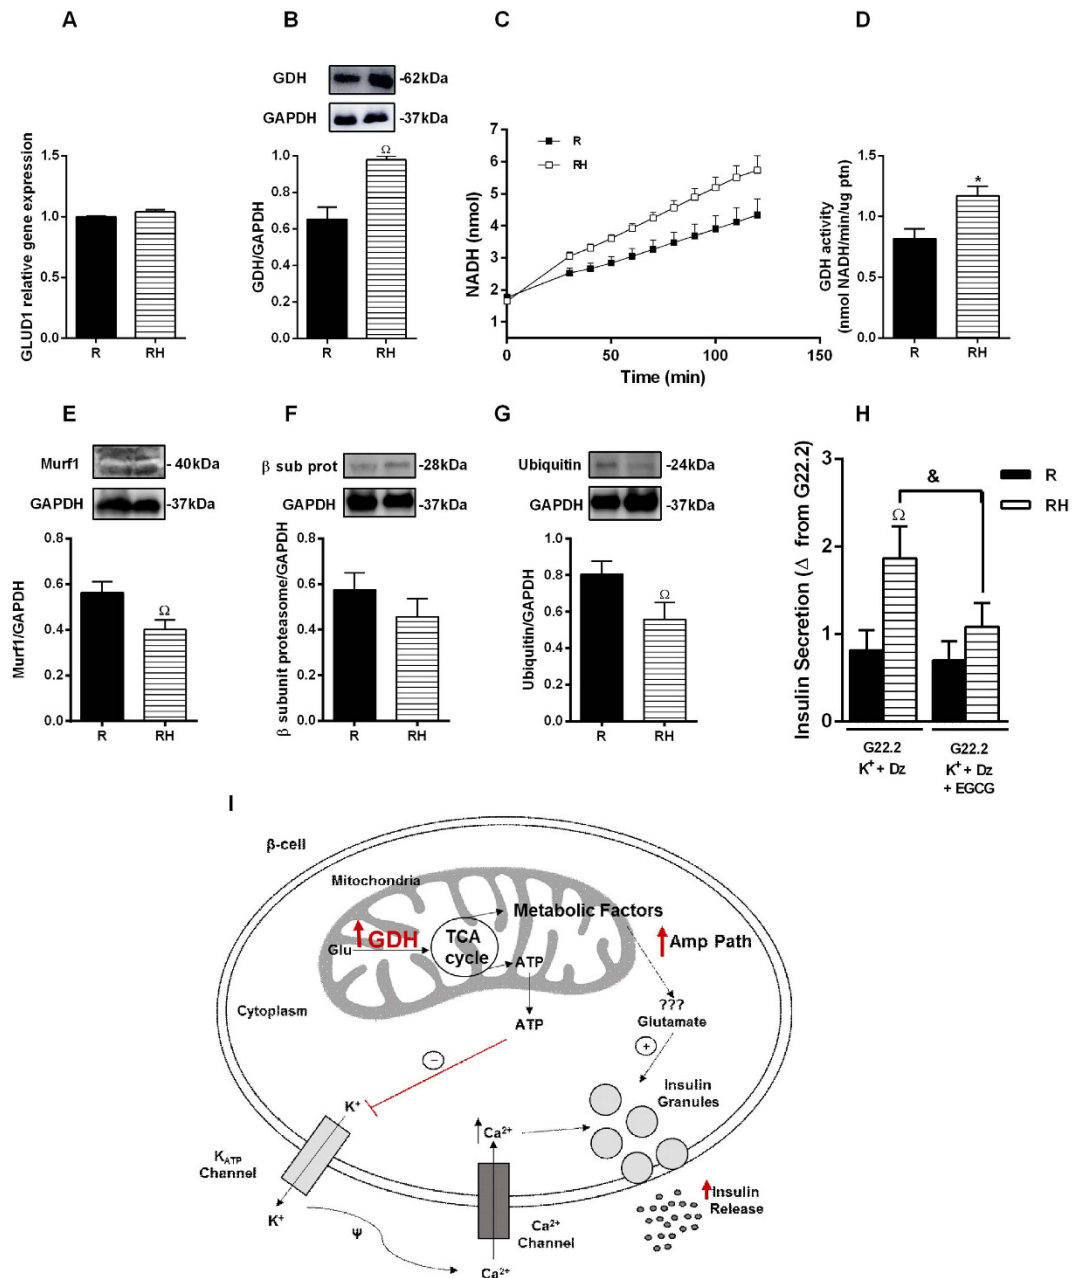 A
B
C
D
GDH
-62kDa
GAPDH
-37kDa
GLUD1 relative gene expression
1.5
1.0
0.5
0.0
R
RH
GDH/GAPDH
1.0
0.8
0.6
0.4
0.2
0.0
Ω
R
RH
NADH (nmol)
7
6
5
4
3
2
1
R
RH
0
50
100
150
Time (min)
GDH activity
(nmol NADH/min/ug ptn)
1.5
1.0
0.5
0.0
*
R
RH
E
F
G
H
Murf1
- 40kDa
GAPDH
-37kDa
Murf1/GAPDH
0.8
0.6
0.4
0.2
0.0
Ω
R
RH
β sub prot
-28kDa
GAPDH
-37kDa
β subunit proteasome/GAPDH
0.8
0.6
0.4
0.2
0.0
R
RH
Ubiquitin
-24kDa
GAPDH
-37kDa
Ubiquitin/GAPDH
1.0
0.8
0.6
0.4
0.2
0.0
Ω
R
RH
Insulin Secretion (Δ from G22.2)
3
2
1
0
Ω
&
R
RH
G22.2
K⁺ + Dz
G22.2
K⁺ + Dz
+ EGCG
I
β-cell
Mitochondria
Metabolic Factors
Glu
GDH
TCA
cycle
ATP
Amp Path
Cytoplasm
ATP
???
Glutamate
−
+
K⁺
Insulin
Granules
Ca²⁺
K_ATP
Channel
K⁺
Ψ
Ca²⁺
Channel
Ca²⁺
Insulin
Release